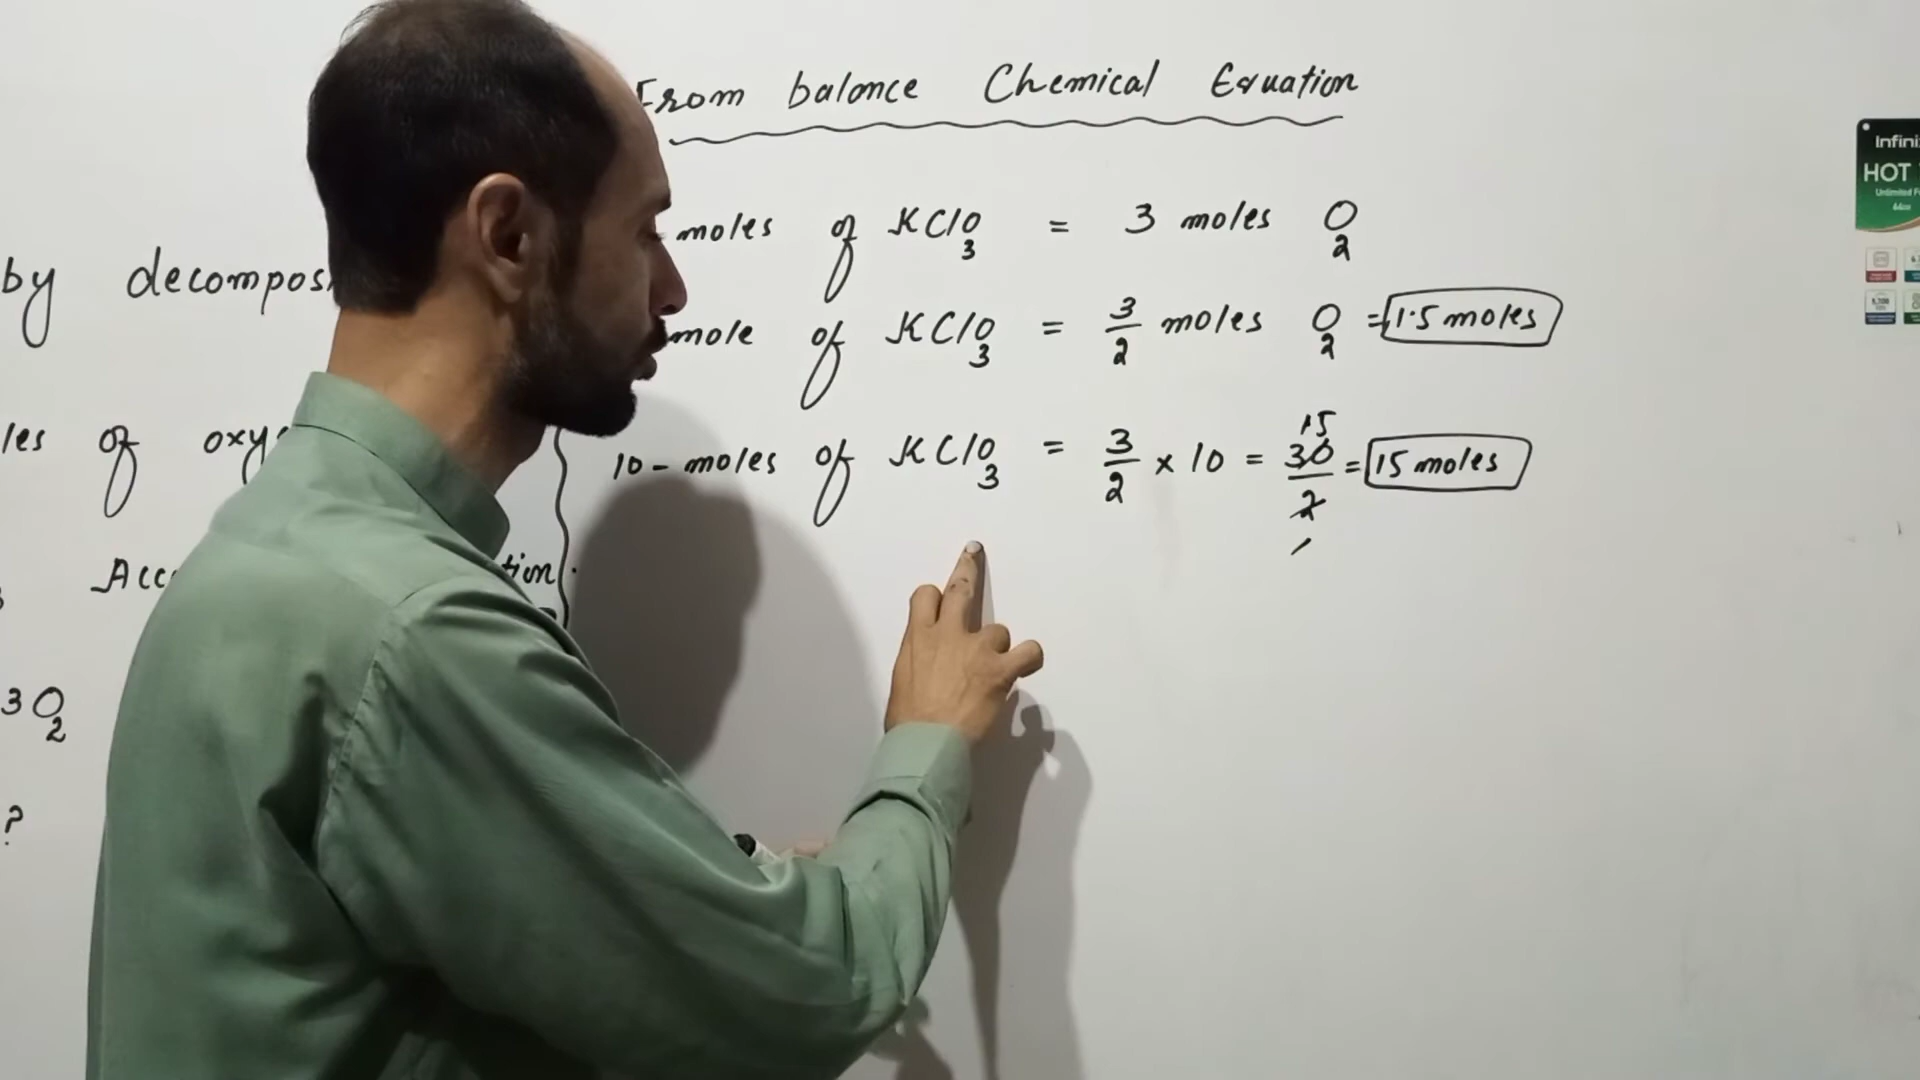 From balance Chemical Equation
moles of KClO3 = 3 moles O2
mole of KClO3 = 3/2 moles O2 = 1.5 moles
10 - moles of KClO3 = 3/2 x 10 = 30/2 = 15 moles
15
by decompos
les of oxy
Acc tion.
3O2
?
Infini
HOT